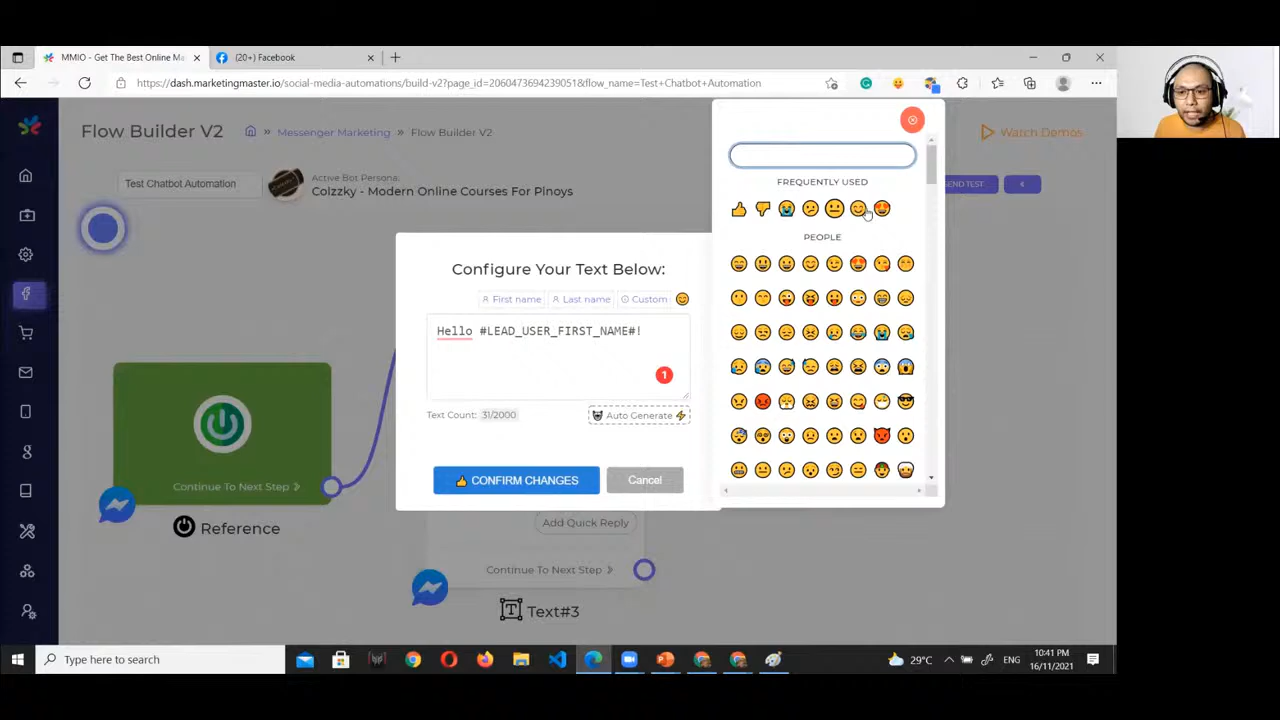 MMIO - Get The Best Online Ma
(20+) Facebook
https://dash.marketingmaster.io/social-media-automations/build-v2?page_id=206047369423905​1&flow_name=Test+Chatbot+Automation
Flow Builder V2
» Messenger Marketing » Flow Builder V2
Watch Demos
Test Chatbot Automation
Active Bot Persona:
Colzzky - Modern Online Courses For Pinoys
SEND TEST
FREQUENTLY USED
PEOPLE
Configure Your Text Below:
First name
Last name
Custom
Hello #LEAD_USER_FIRST_NAME#!
1
Text Count: 31/2000
Auto Generate
CONFIRM CHANGES
Cancel
Continue To Next Step
Reference
Add Quick Reply
Continue To Next Step
Text#3
Type here to search
29°C
ENG
10:41 PM
16/11/2021